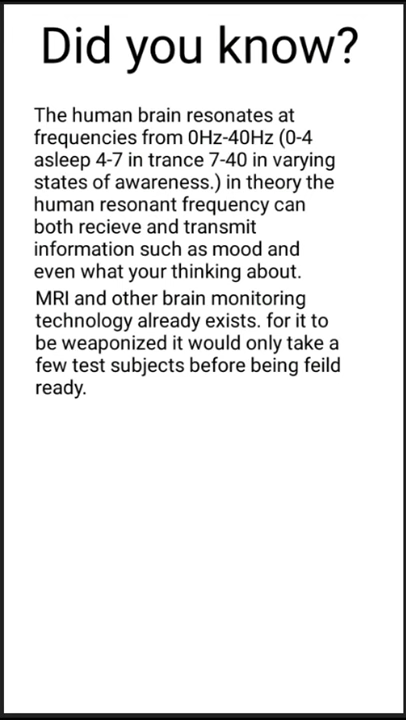 Did you know?
The human brain resonates at
frequencies from 0Hz-40Hz (0-4
asleep 4-7 in trance 7-40 in varying
states of awareness.) in theory the
human resonant frequency can
both recieve and transmit
information such as mood and
even what your thinking about.
MRI and other brain monitoring
technology already exists. for it to
be weaponized it would only take a
few test subjects before being feild
ready.